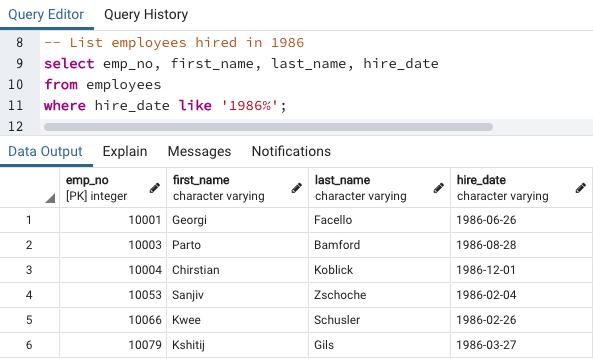 Query Editor Query History
8 -- List employees hired in 1986
9 select emp_no, first_name, last_name, hire_date
10 from employees
11 where hire_date like '1986%';
12
Data Output Explain Messages Notifications
emp_no first_name last_name hire_date
[PK] integer character varying character varying character varying
1 10001 Georgi Facello 1986-06-26
2 10003 Parto Bamford 1986-08-28
3 10004 Chirstian Koblick 1986-12-01
4 10053 Sanjiv Zschoche 1986-02-04
5 10066 Kwee Schusler 1986-02-26
6 10079 Kshitij Gils 1986-03-27